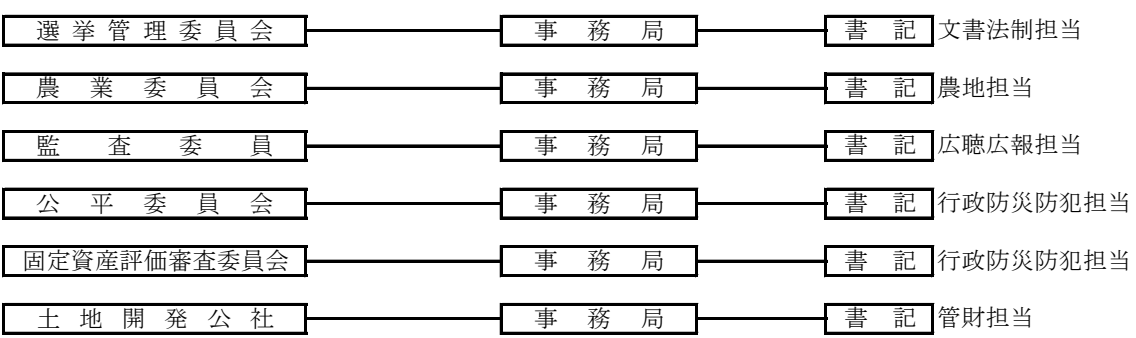 選挙管理委員会 事務局 書記 文書法制担当
農業委員会 事務局 書記 農地担当
監査委員 事務局 書記 広聴広報担当
公平委員会 事務局 書記 行政防災防犯担当
固定資産評価審査委員会 事務局 書記 行政防災防犯担当
土地開発公社 事務局 書記 管財担当